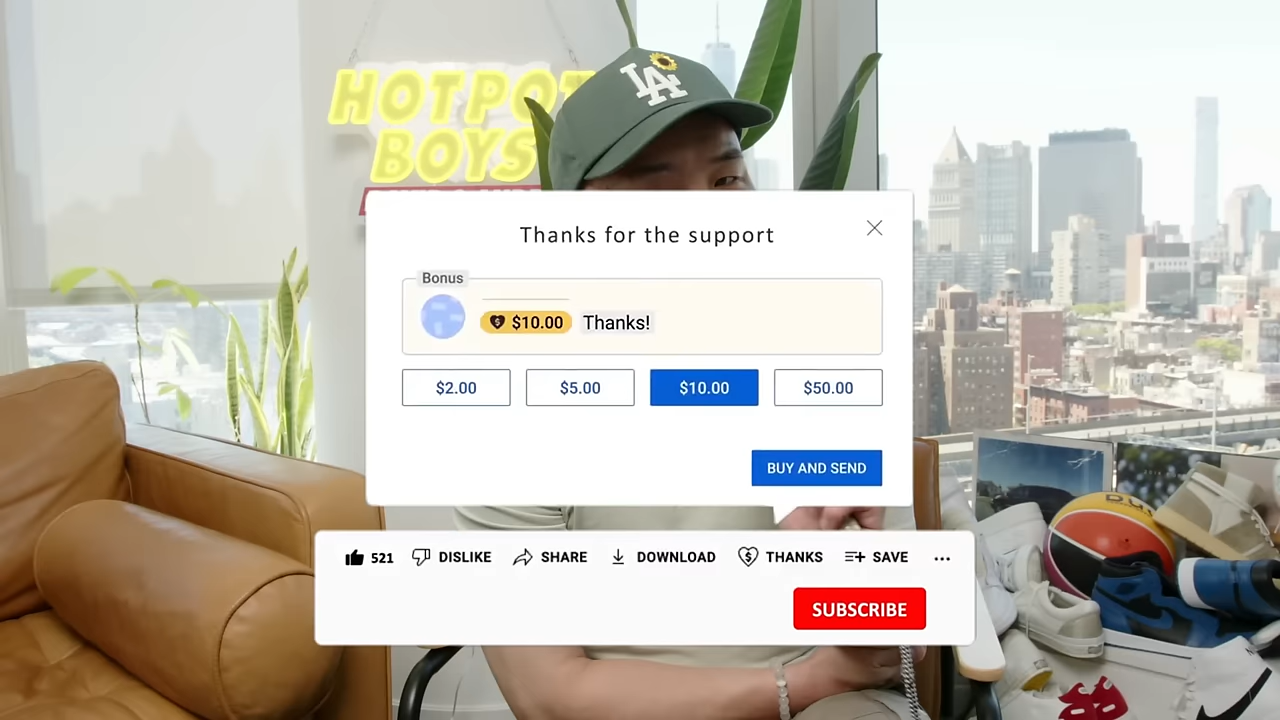 HOTPOT
BOYS
LA
Thanks for the support
Bonus
$10.00 Thanks!
$2.00 $5.00 $10.00 $50.00
BUY AND SEND
521 DISLIKE SHARE DOWNLOAD THANKS SAVE ...
SUBSCRIBE